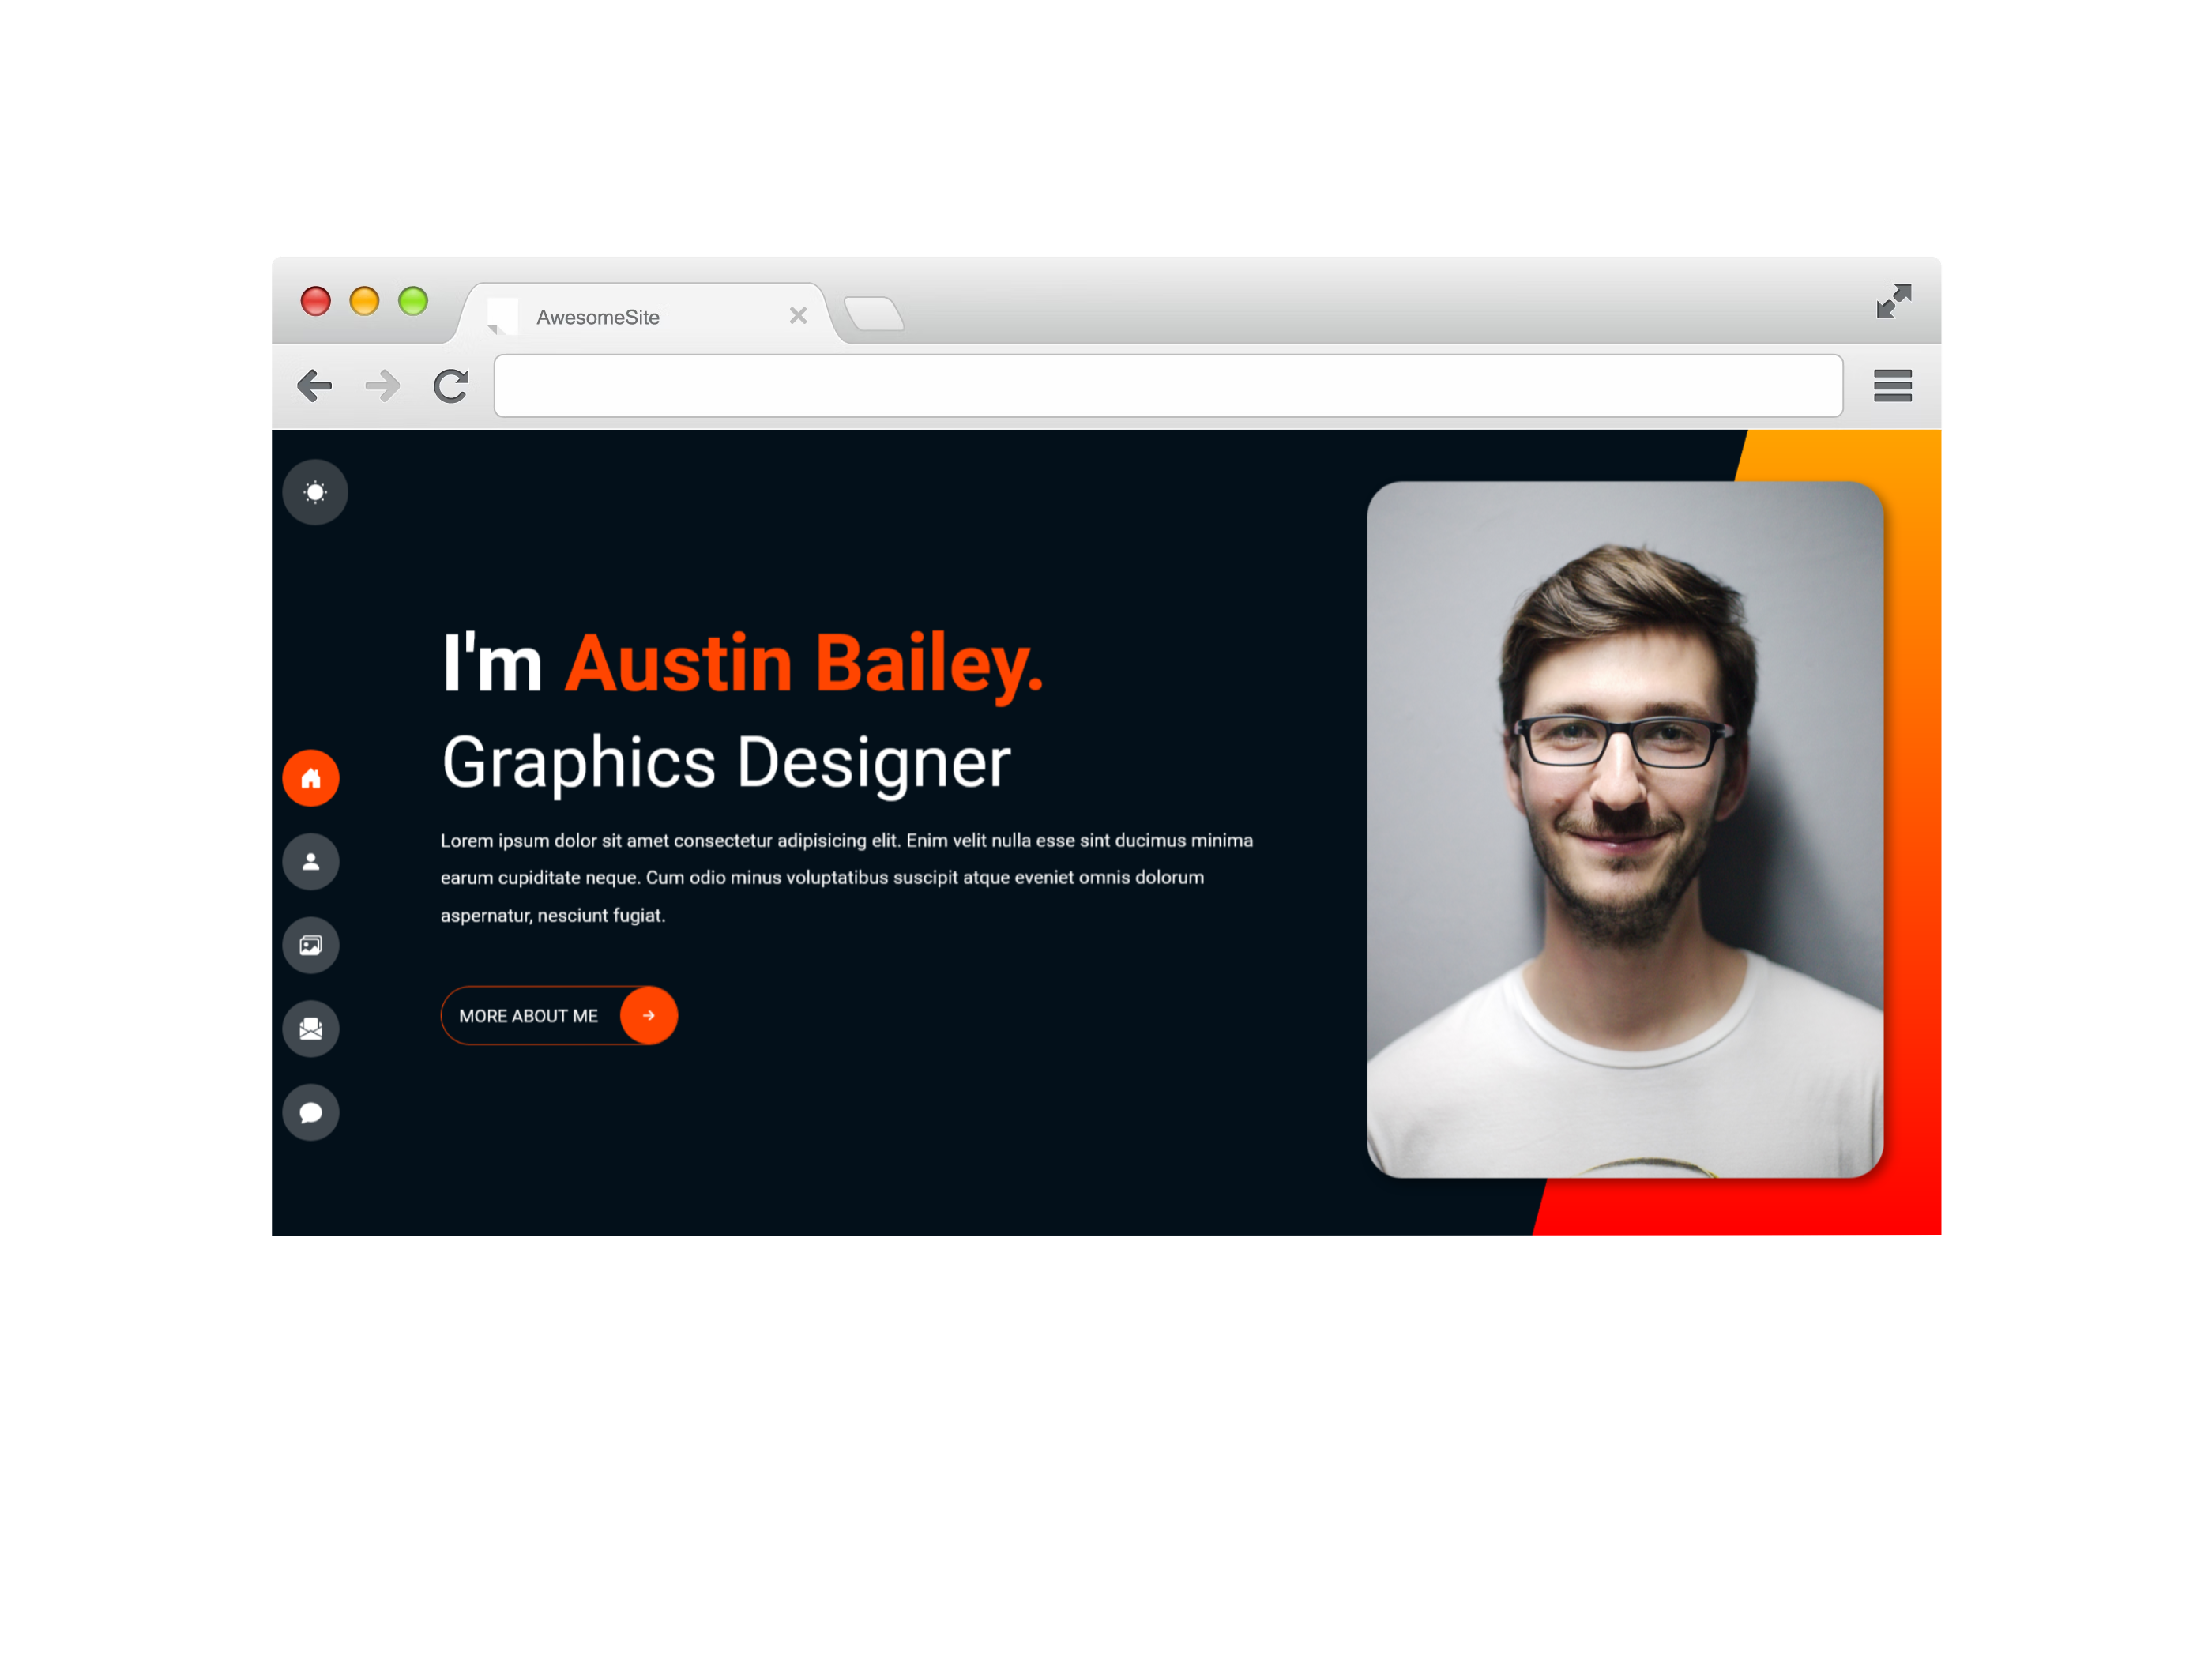 AwesomeSite
I'm Austin Bailey.
Graphics Designer
Lorem ipsum dolor sit amet consectetur adipisicing elit. Enim velit nulla esse sint ducimus minima
earum cupiditate neque. Cum odio minus voluptatibus suscipit atque eveniet omnis dolorum
aspernatur, nesciunt fugiat.
MORE ABOUT ME